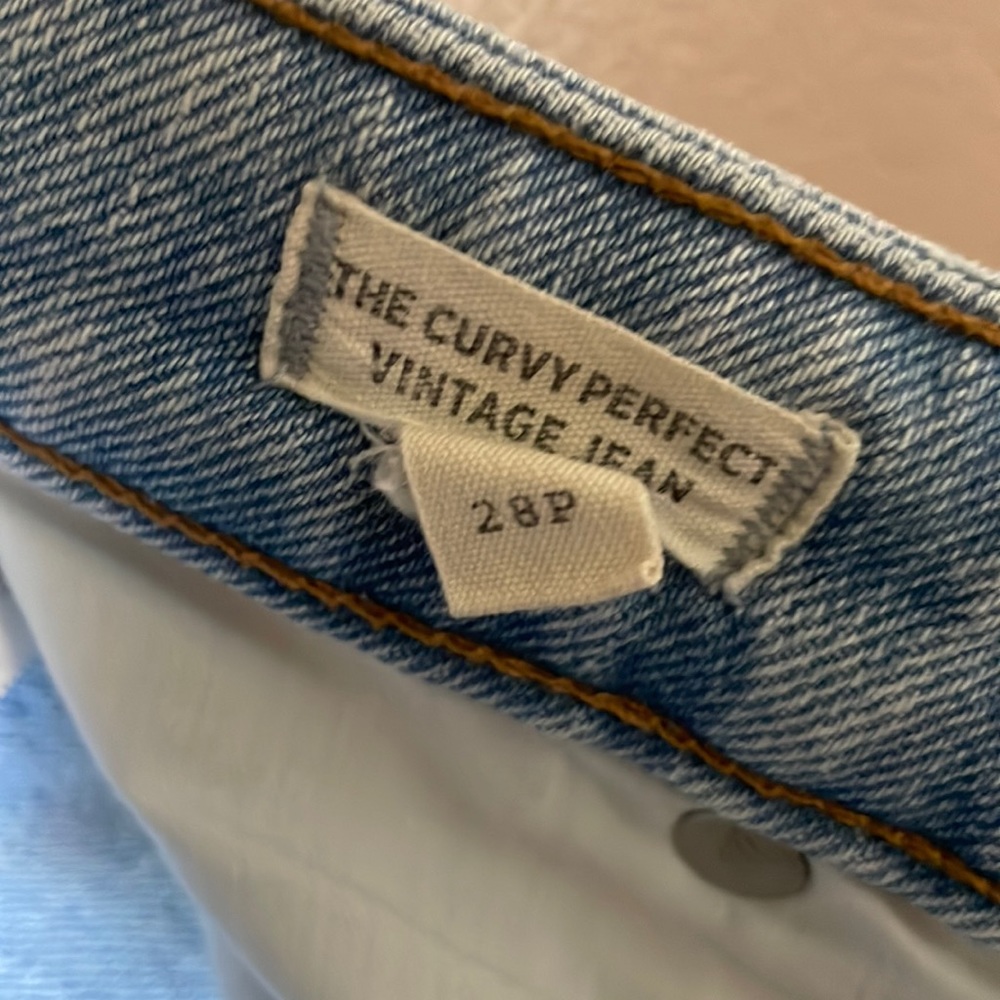 THE CURVY PERFECT
VINTAGE JEAN
28P